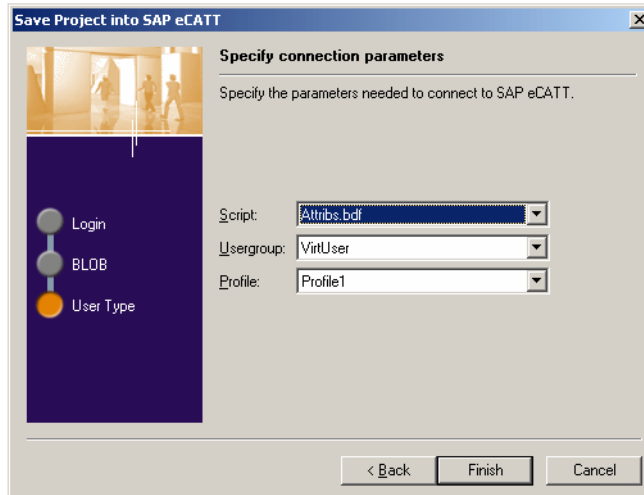 Save Project into SAP eCATT
Specify connection parameters
Specify the parameters needed to connect to SAP eCATT.
Login
BLOB
User Type
Script: Attribs.bdf
Usergroup: VirtUser
Profile: Profile1
< Back Finish Cancel